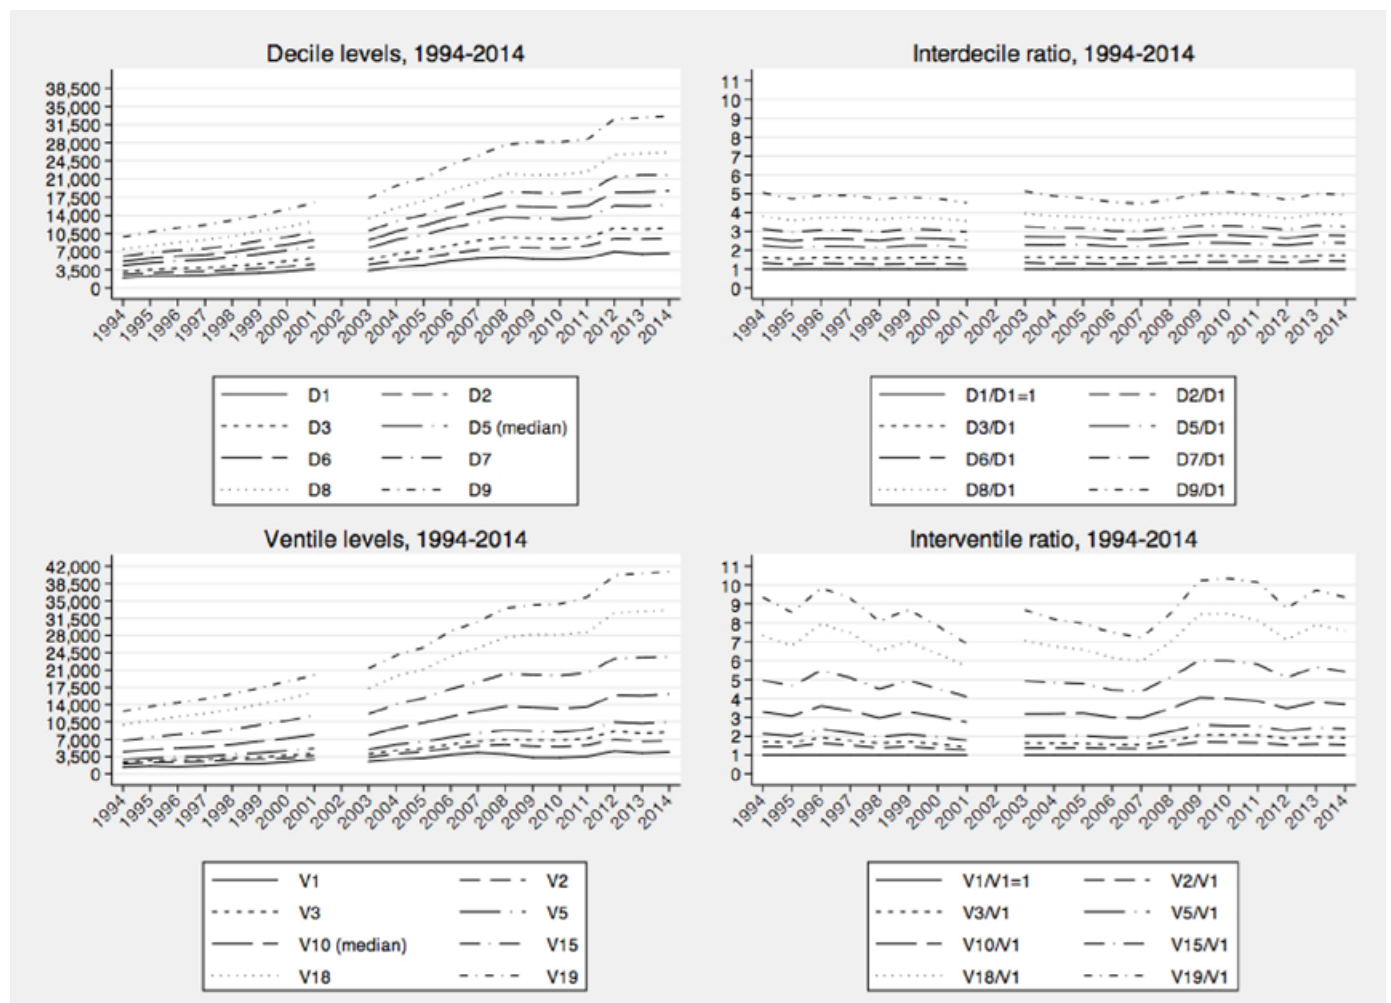 Decile levels, 1994-2014
38,500
35,000
31,500
28,000
24,500
21,000
17,500
14,000
10,500
7,000
3,500
0
1994 1995 1996 1997 1998 1999 2000 2001 2002 2003 2004 2005 2006 2007 2008 2009 2010 2011 2012 2013 2014
D1 D2
D3 D5 (median)
D6 D7
D8 D9
Interdecile ratio, 1994-2014
11
10
9
8
7
6
5
4
3
2
1
0
1994 1995 1996 1997 1998 1999 2000 2001 2002 2003 2004 2005 2006 2007 2008 2009 2010 2011 2012 2013 2014
D1/D1=1 D2/D1
D3/D1 D5/D1
D6/D1 D7/D1
D8/D1 D9/D1
Ventile levels, 1994-2014
42,000
38,500
35,000
31,500
28,000
24,500
21,000
17,500
14,000
10,500
7,000
3,500
0
1994 1995 1996 1997 1998 1999 2000 2001 2002 2003 2004 2005 2006 2007 2008 2009 2010 2011 2012 2013 2014
V1 V2
V3 V5
V10 (median) V15
V18 V19
Interventile ratio, 1994-2014
11
10
9
8
7
6
5
4
3
2
1
0
1994 1995 1996 1997 1998 1999 2000 2001 2002 2003 2004 2005 2006 2007 2008 2009 2010 2011 2012 2013 2014
V1/V1=1 V2/V1
V3/V1 V5/V1
V10/V1 V15/V1
V18/V1 V19/V1